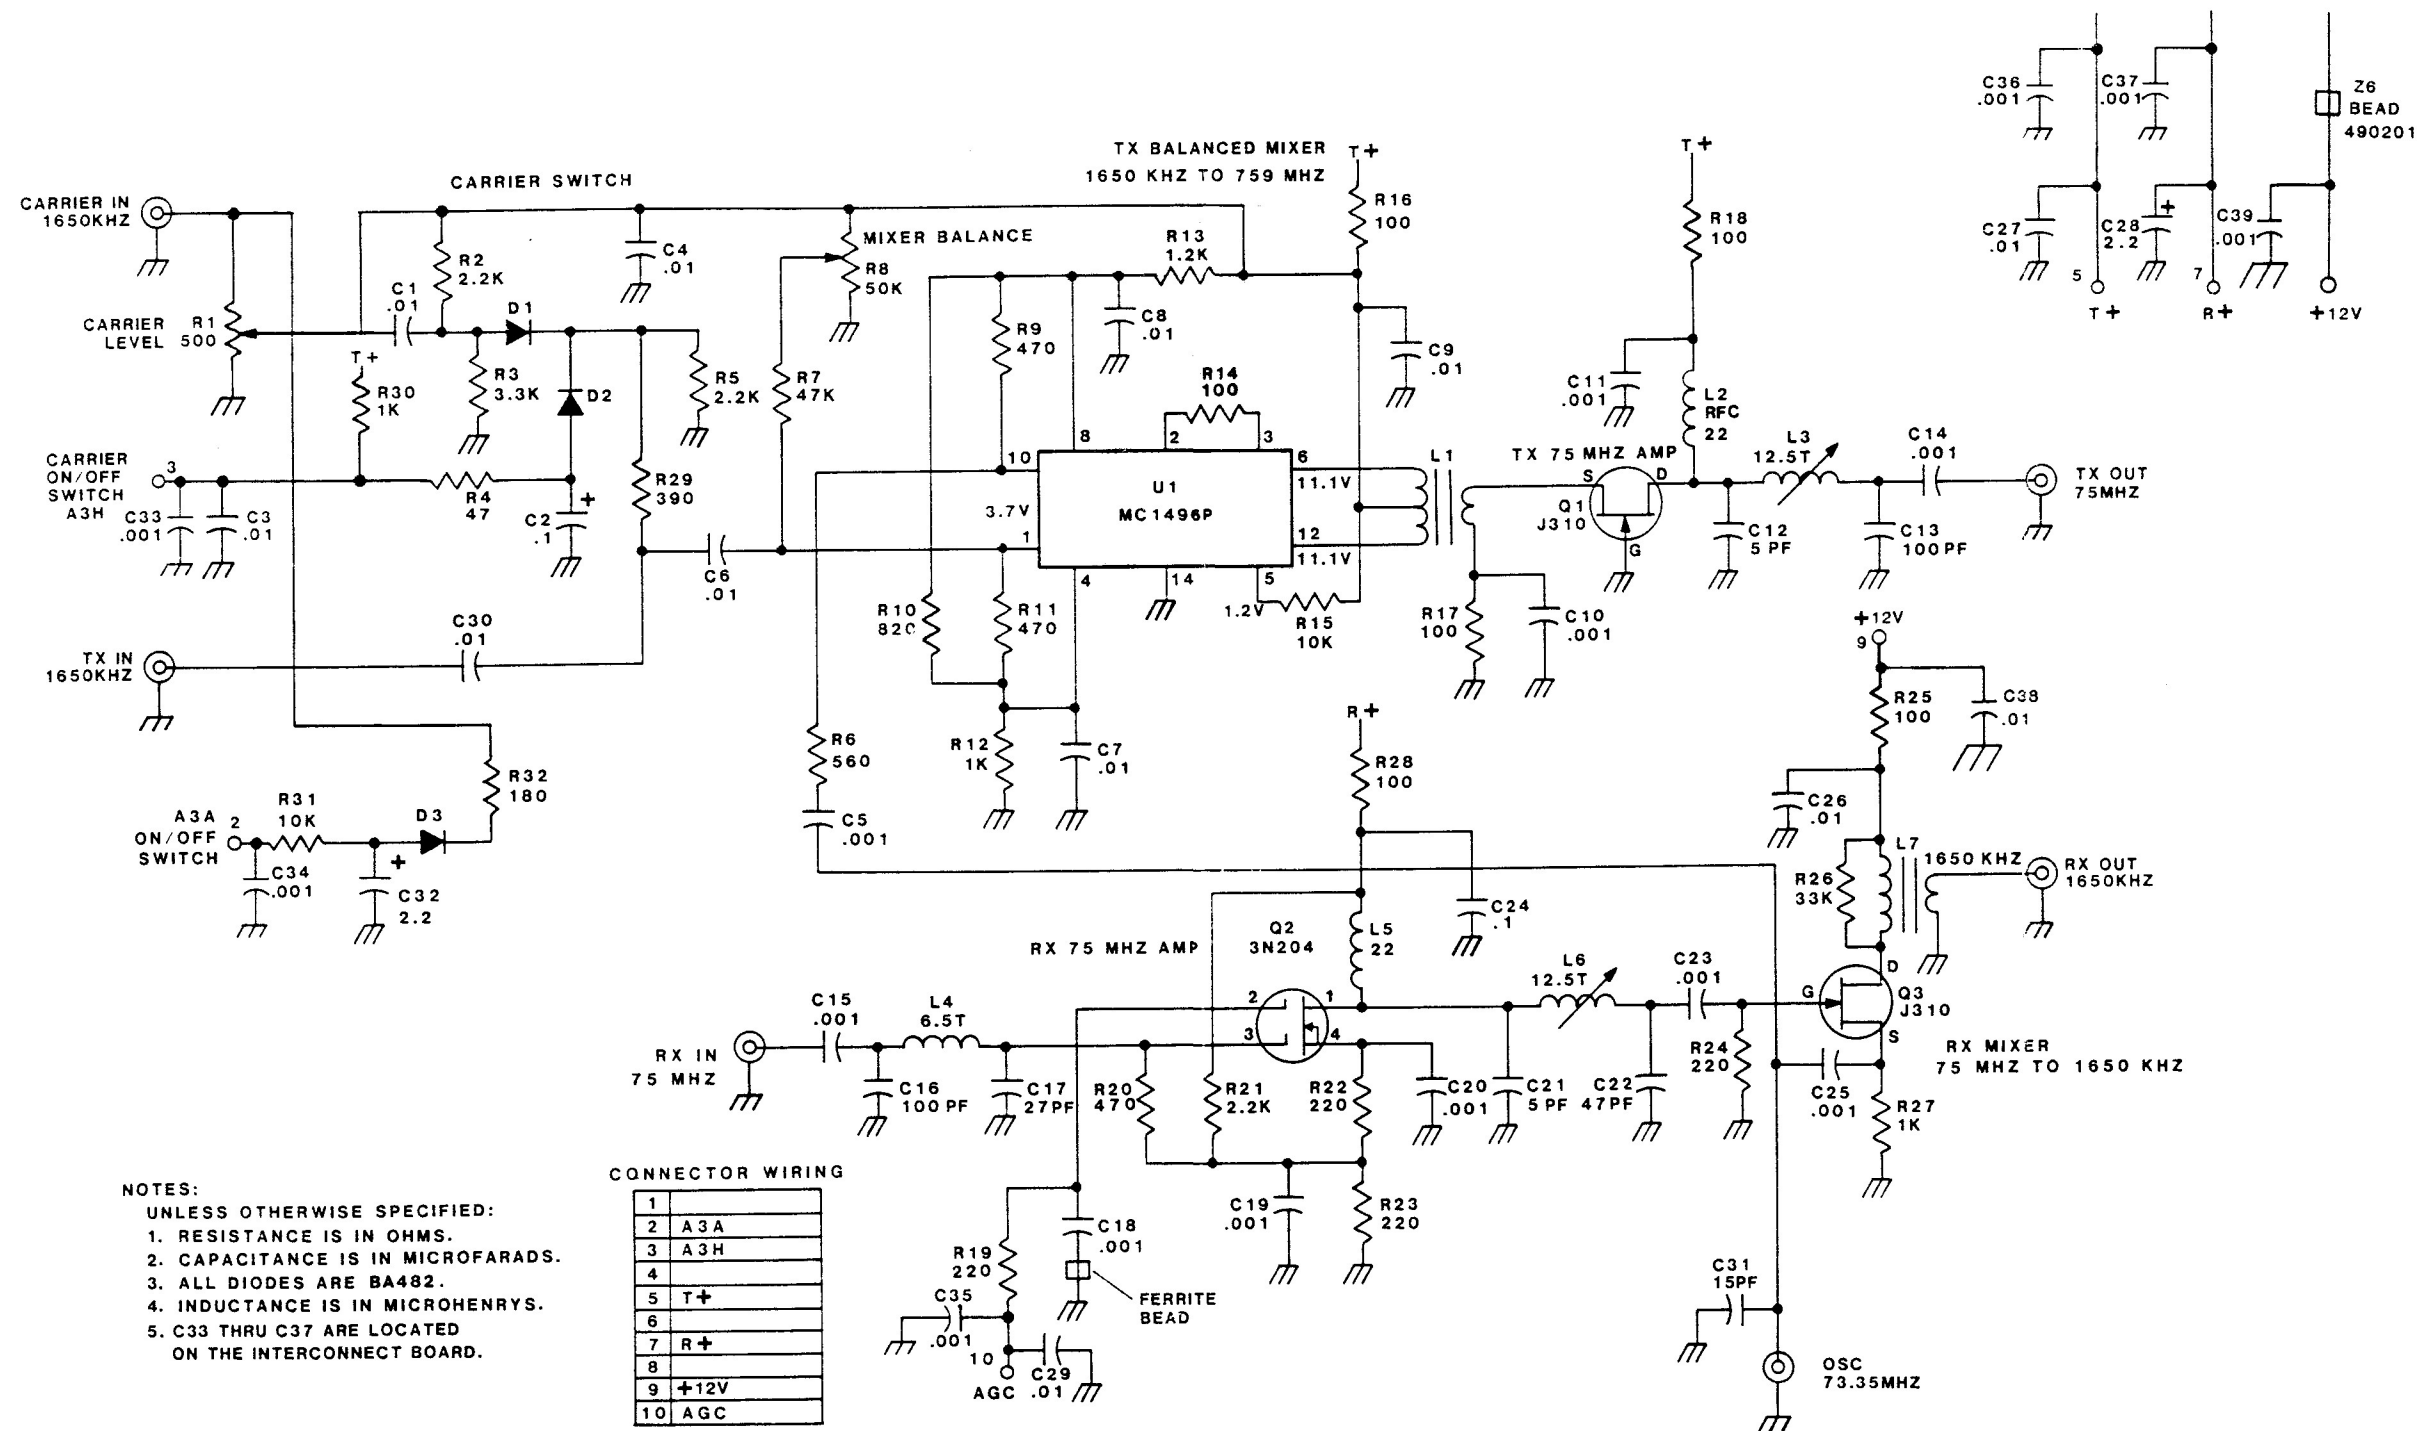 CARRIER SWITCH
CARRIER IN
1650KHZ
CARRIER
LEVEL
R1
500
C1
.01
R2
2.2K
D1
C4
.01
MIXER BALANCE
R8
50K
TX BALANCED MIXER
1650 KHZ TO 759 MHZ
T+
R16
100
R13
1.2K
T+
R18
100
C36
.001
C37
.001
Z6
BEAD
490201
C27
.01
C28
2.2
+
C39
.001
5
T+
7
R+
+12V
T+
R30
1K
R3
3.3K
D2
R5
2.2K
R7
47K
R9
470
C8
.01
C9
.01
R14
100
C11
.001
L2
RFC
22
CARRIER
ON/OFF
SWITCH
A3H
3
C33
.001
C3
.01
R4
47
C2
.1
+
R29
390
C6
.01
10
8
2
3
6
11.1V
12
11.1V
3.7V
1
4
14
5
1.2V
U1
MC1496P
L1
TX 75 MHZ AMP
S
D
G
Q1
J310
L3
12.5T
C14
.001
TX OUT
75MHZ
C12
5 PF
C13
100PF
R10
820
R11
470
R15
10K
R17
100
C10
.001
TX IN
1650KHZ
C30
.01
R12
1K
C7
.01
R6
560
C5
.001
R32
180
A3A
ON/OFF
SWITCH
2
R31
10K
D3
C34
.001
+
C32
2.2
R+
R28
100
+12V
9
R25
100
C38
.01
C26
.01
R26
33K
L7
1650 KHZ
RX OUT
1650KHZ
C24
.1
RX 75 MHZ AMP
Q2
3N204
L5
22
2
3
1
4
L6
12.5T
C23
.001
G
D
S
Q3
J310
RX MIXER
75 MHZ TO 1650 KHZ
RX IN
75 MHZ
C15
.001
L4
6.5T
C16
100PF
C17
27PF
R20
470
R21
2.2K
R22
220
C20
.001
C21
5PF
C22
47PF
R24
220
C25
.001
R27
1K
C19
.001
R23
220
C18
.001
R19
220
FERRITE
BEAD
C35
.001
10
AGC
C29
.01
C31
15PF
OSC
73.35MHZ
NOTES:
UNLESS OTHERWISE SPECIFIED:
1. RESISTANCE IS IN OHMS.
2. CAPACITANCE IS IN MICROFARADS.
3. ALL DIODES ARE BA482.
4. INDUCTANCE IS IN MICROHENRYS.
5. C33 THRU C37 ARE LOCATED
ON THE INTERCONNECT BOARD.
CONNECTOR WIRING
1
2 A3A
3 A3H
4
5 T+
6
7 R+
8
9 +12V
10 AGC